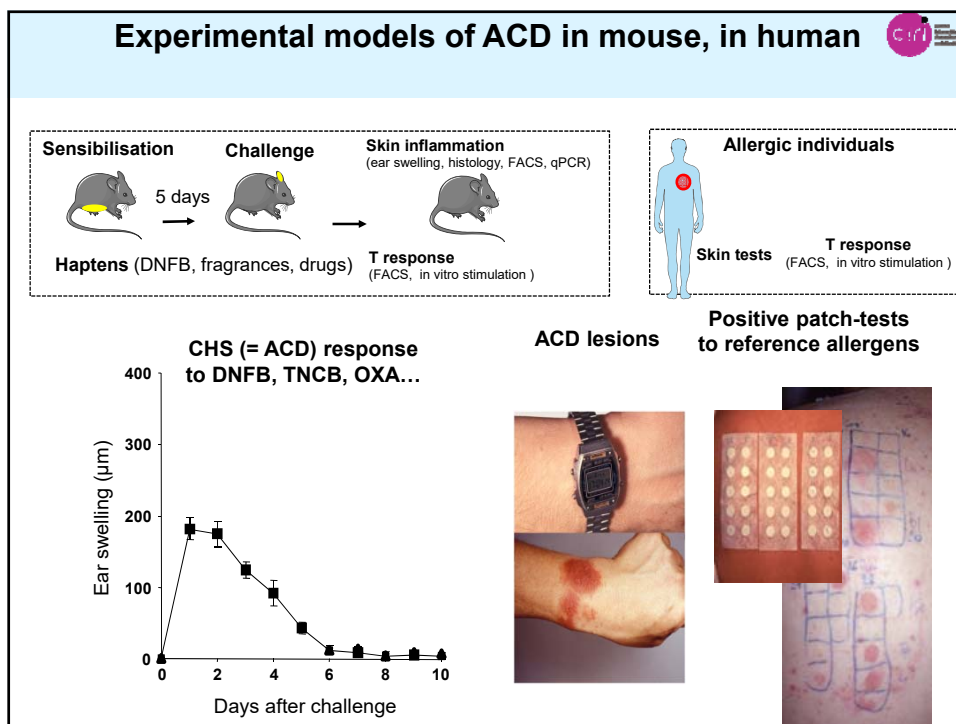 Experimental models of ACD in mouse, in human
Sensibilisation
Challenge
Skin inflammation
(ear swelling, histology, FACS, qPCR)
5 days
Haptens (DNFB, fragrances, drugs)
T response
(FACS, in vitro stimulation )
Allergic individuals
Skin tests
T response
(FACS, in vitro stimulation )
CHS (= ACD) response
to DNFB, TNCB, OXA…
400
300
200
100
0
Ear swelling (µm)
0 2 4 6 8 10
Days after challenge
ACD lesions
Positive patch-tests
to reference allergens